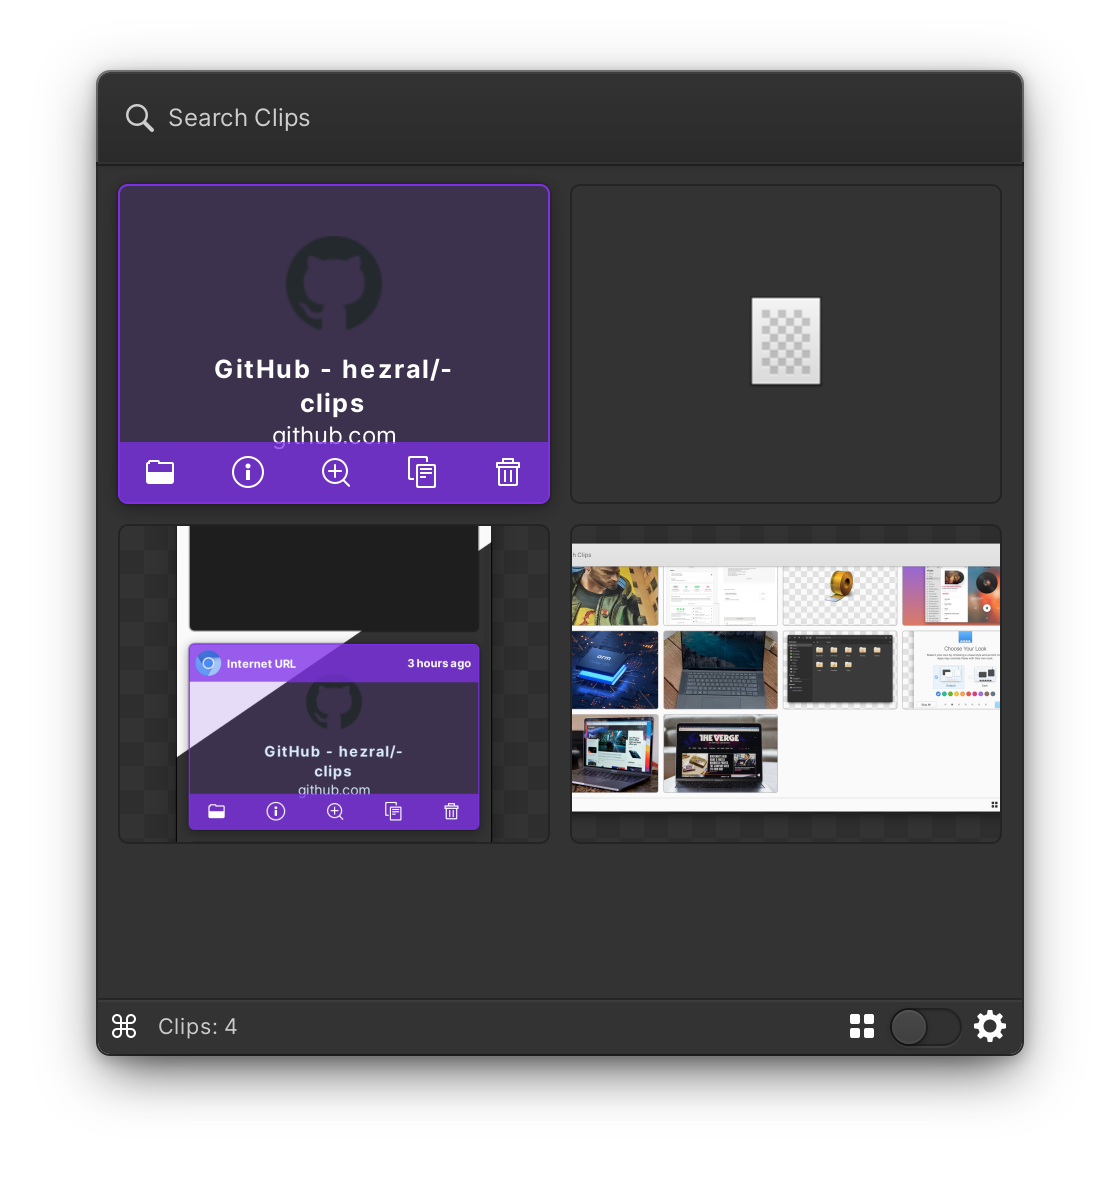 Search Clips
GitHub - hezral/-
clips
github.com
Internet URL
3 hours ago
GitHub - hezral/-
clips
github.com
h Clips
arm
Choose Your Look
THE VERGE
Clips: 4